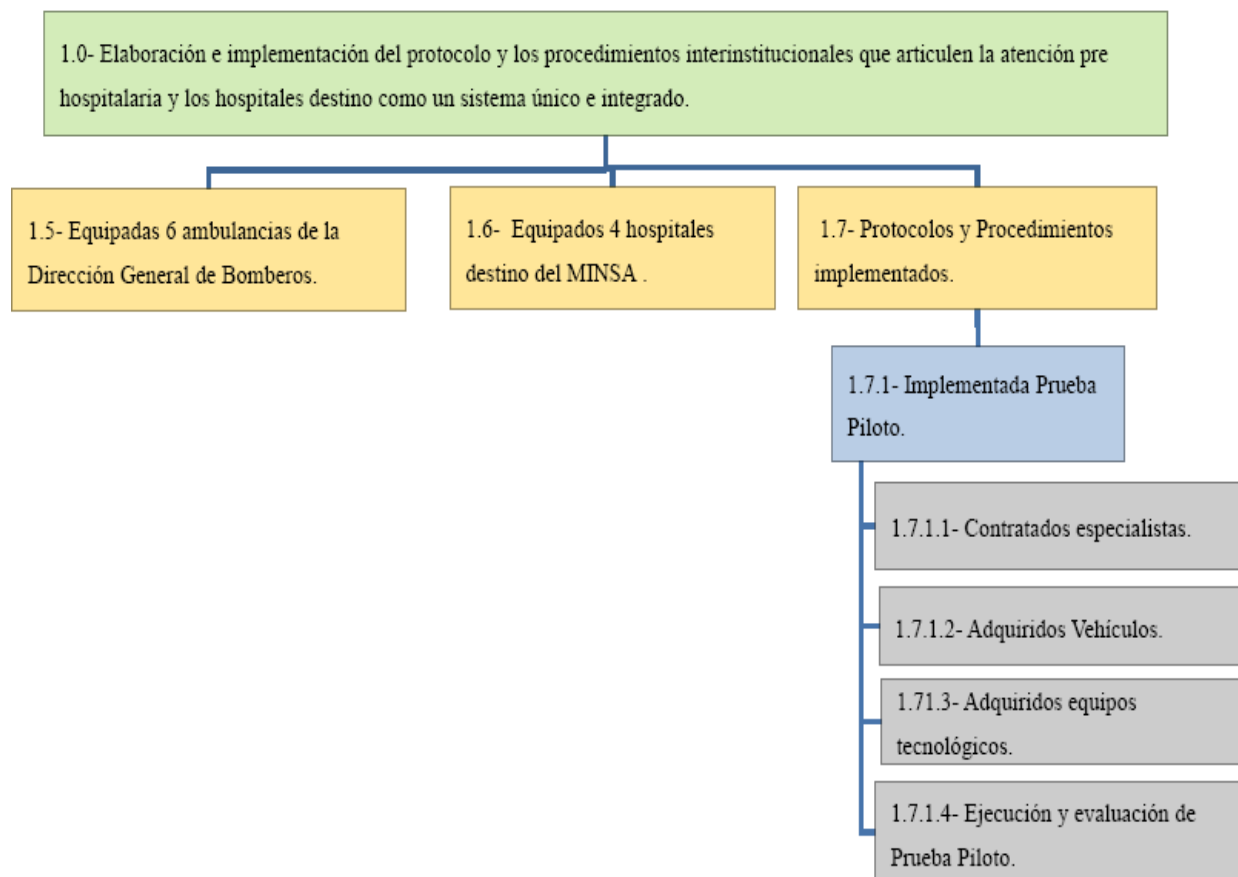 1.0- Elaboración e implementación del protocolo y los procedimientos interinstitucionales que articulen la atención pre
hospitalaria y los hospitales destino como un sistema único e integrado.
1.5- Equipadas 6 ambulancias de la
Dirección General de Bomberos.
1.6- Equipados 4 hospitales
destino del MINSA .
1.7- Protocolos y Procedimientos
implementados.
1.7.1- Implementada Prueba
Piloto.
1.7.1.1- Contratados especialistas.
1.7.1.2- Adquiridos Vehículos.
1.71.3- Adquiridos equipos
tecnológicos.
1.7.1.4- Ejecución y evaluación de
Prueba Piloto.